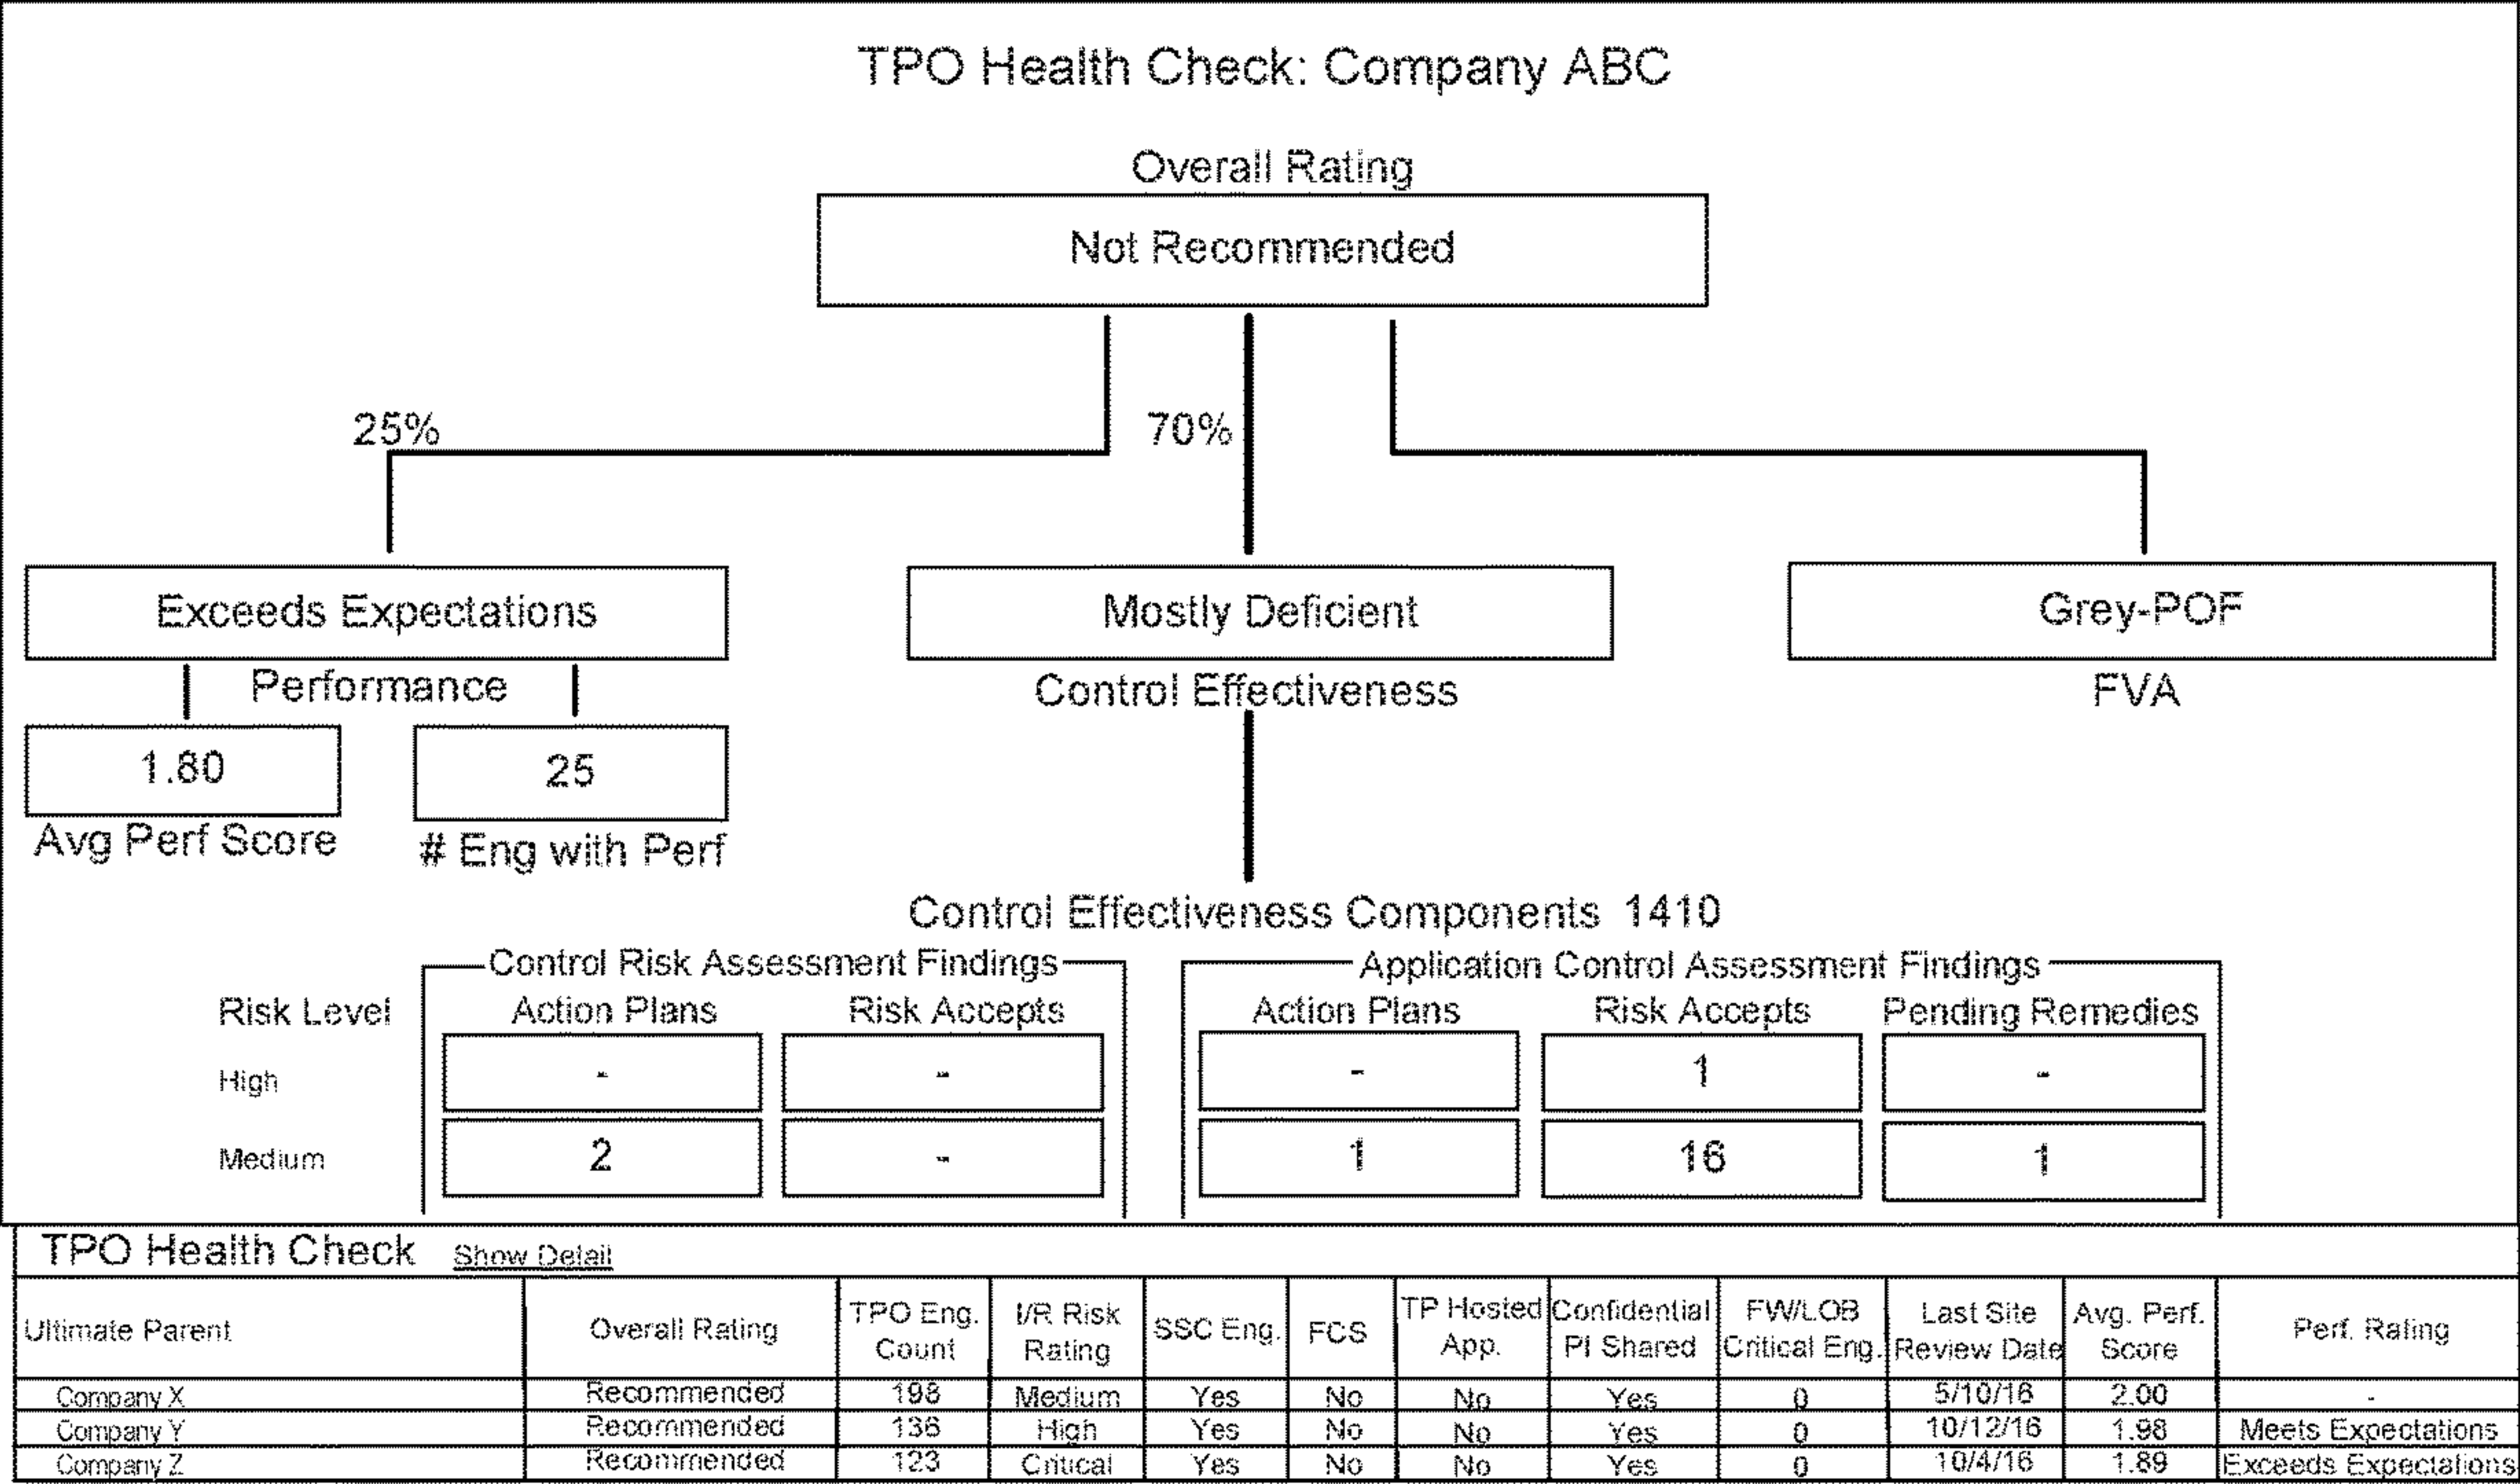 TPO Health Check: Company ABC
Overall Rating
Not Recommended
25%
70%
Exceeds Expectations
Mostly Deficient
Grey-POF
Performance
Control Effectiveness
FVA
1.80
25
Avg Perf Score
# Eng with Perf
Control Effectiveness Components 1410
Control Risk Assessment Findings
Application Control Assessment Findings
Risk Level
Action Plans
Risk Accepts
Action Plans
Risk Accepts
Pending Remedies
High - - - 1 -
Medium 2 - 1 16 1
TPO Health Check Show Detail
Ultimate Parent
Overall Rating
TPO Eng.
Count
I/R Risk
Rating
SSC Eng.
FCS
TP Hosted
App.
Confidential
PI Shared
FW/LOB
Critical Eng.
Last Site
Review Date
Avg. Perf.
Score
Perf. Rating
Company X Recommended 198 Medium Yes No No Yes 0 5/10/16 2.00 -
Company Y Recommended 136 High Yes No No Yes 0 10/12/16 1.98 Meets Expectations
Company Z Recommended 123 Critical Yes No No Yes 0 10/4/16 1.89 Exceeds Expectations